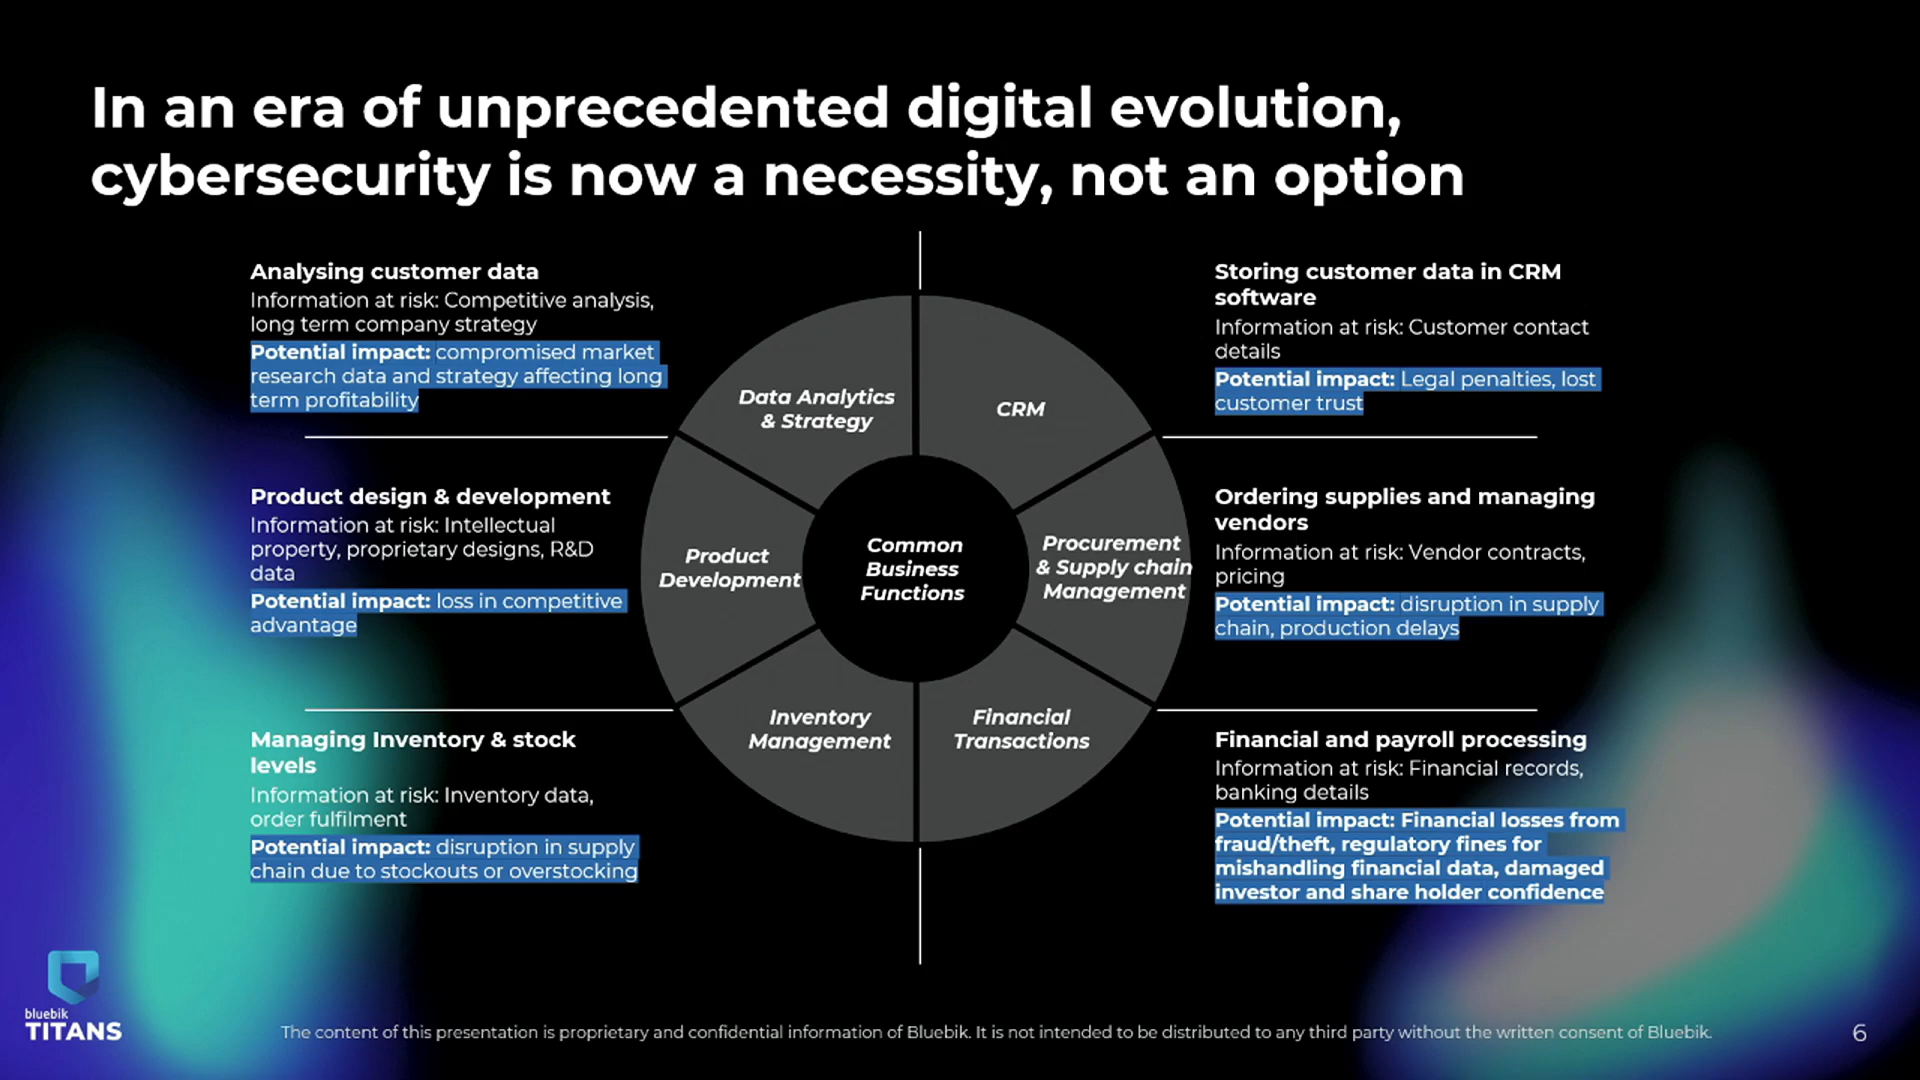 In an era of unprecedented digital evolution,
cybersecurity is now a necessity, not an option
Analysing customer data
Information at risk: Competitive analysis,
long term company strategy
Potential impact: compromised market
research data and strategy affecting long
term profitability
Product design & development
Information at risk: Intellectual
property, proprietary designs, R&D
data
Potential impact: loss in competitive
advantage
Managing Inventory & stock
levels
Information at risk: Inventory data,
order fulfilment
Potential impact: disruption in supply
chain due to stockouts or overstocking
Data Analytics
& Strategy
CRM
Product
Development
Common
Business
Functions
Procurement
& Supply chain
Management
Inventory
Management
Financial
Transactions
Storing customer data in CRM
software
Information at risk: Customer contact
details
Potential impact: Legal penalties, lost
customer trust
Ordering supplies and managing
vendors
Information at risk: Vendor contracts,
pricing
Potential impact: disruption in supply
chain, production delays
Financial and payroll processing
Information at risk: Financial records,
banking details
Potential impact: Financial losses from
fraud/theft, regulatory fines for
mishandling financial data, damaged
investor and share holder confidence
bluebik
TITANS
The content of this presentation is proprietary and confidential information of Bluebik. It is not intended to be distributed to any third party without the written consent of Bluebik.
6